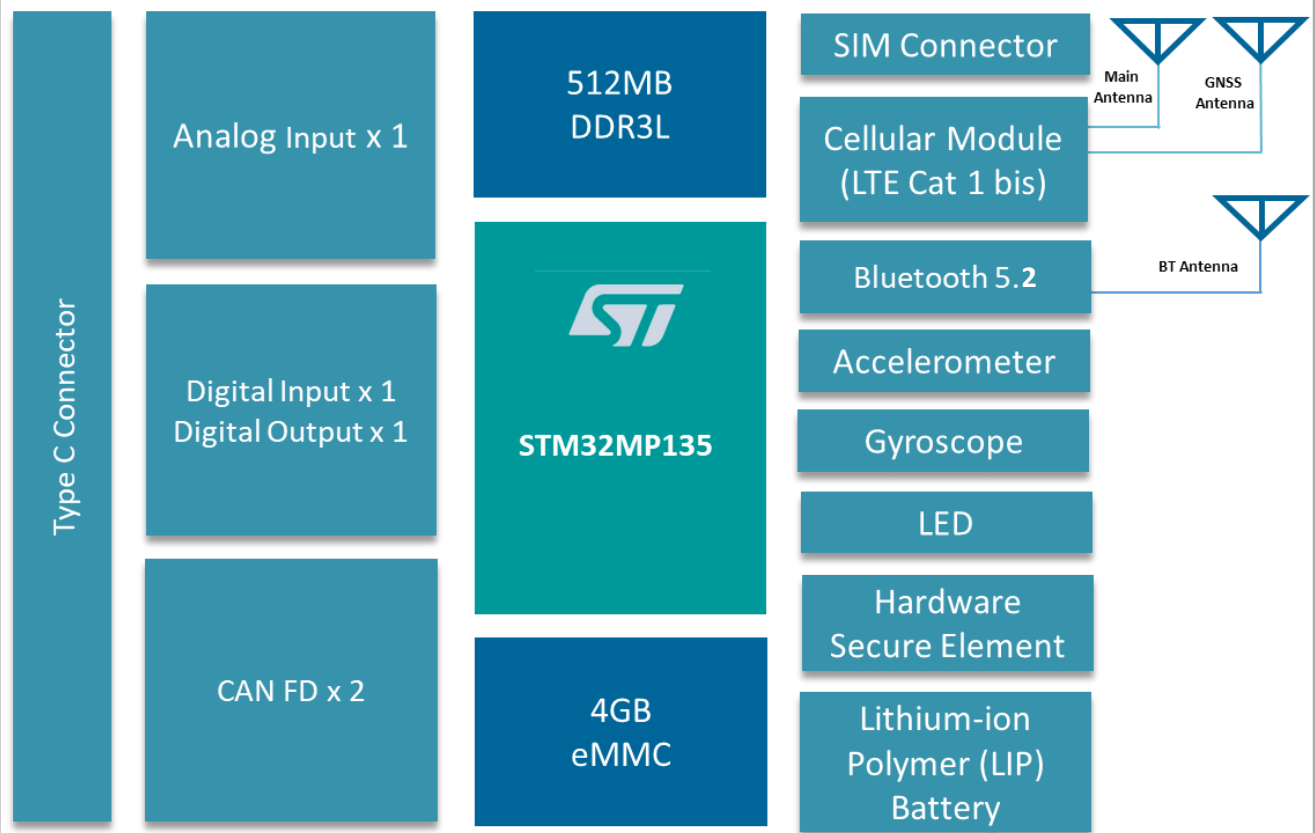 Type C Connector
Analog Input x 1
Digital Input x 1
Digital Output x 1
CAN FD x 2
512MB
DDR3L
ST
STM32MP135
4GB
eMMC
SIM Connector
Cellular Module
(LTE Cat 1 bis)
Bluetooth 5.2
Accelerometer
Gyroscope
LED
Hardware
Secure Element
Lithium-ion
Polymer (LIP)
Battery
Main
Antenna
GNSS
Antenna
BT Antenna